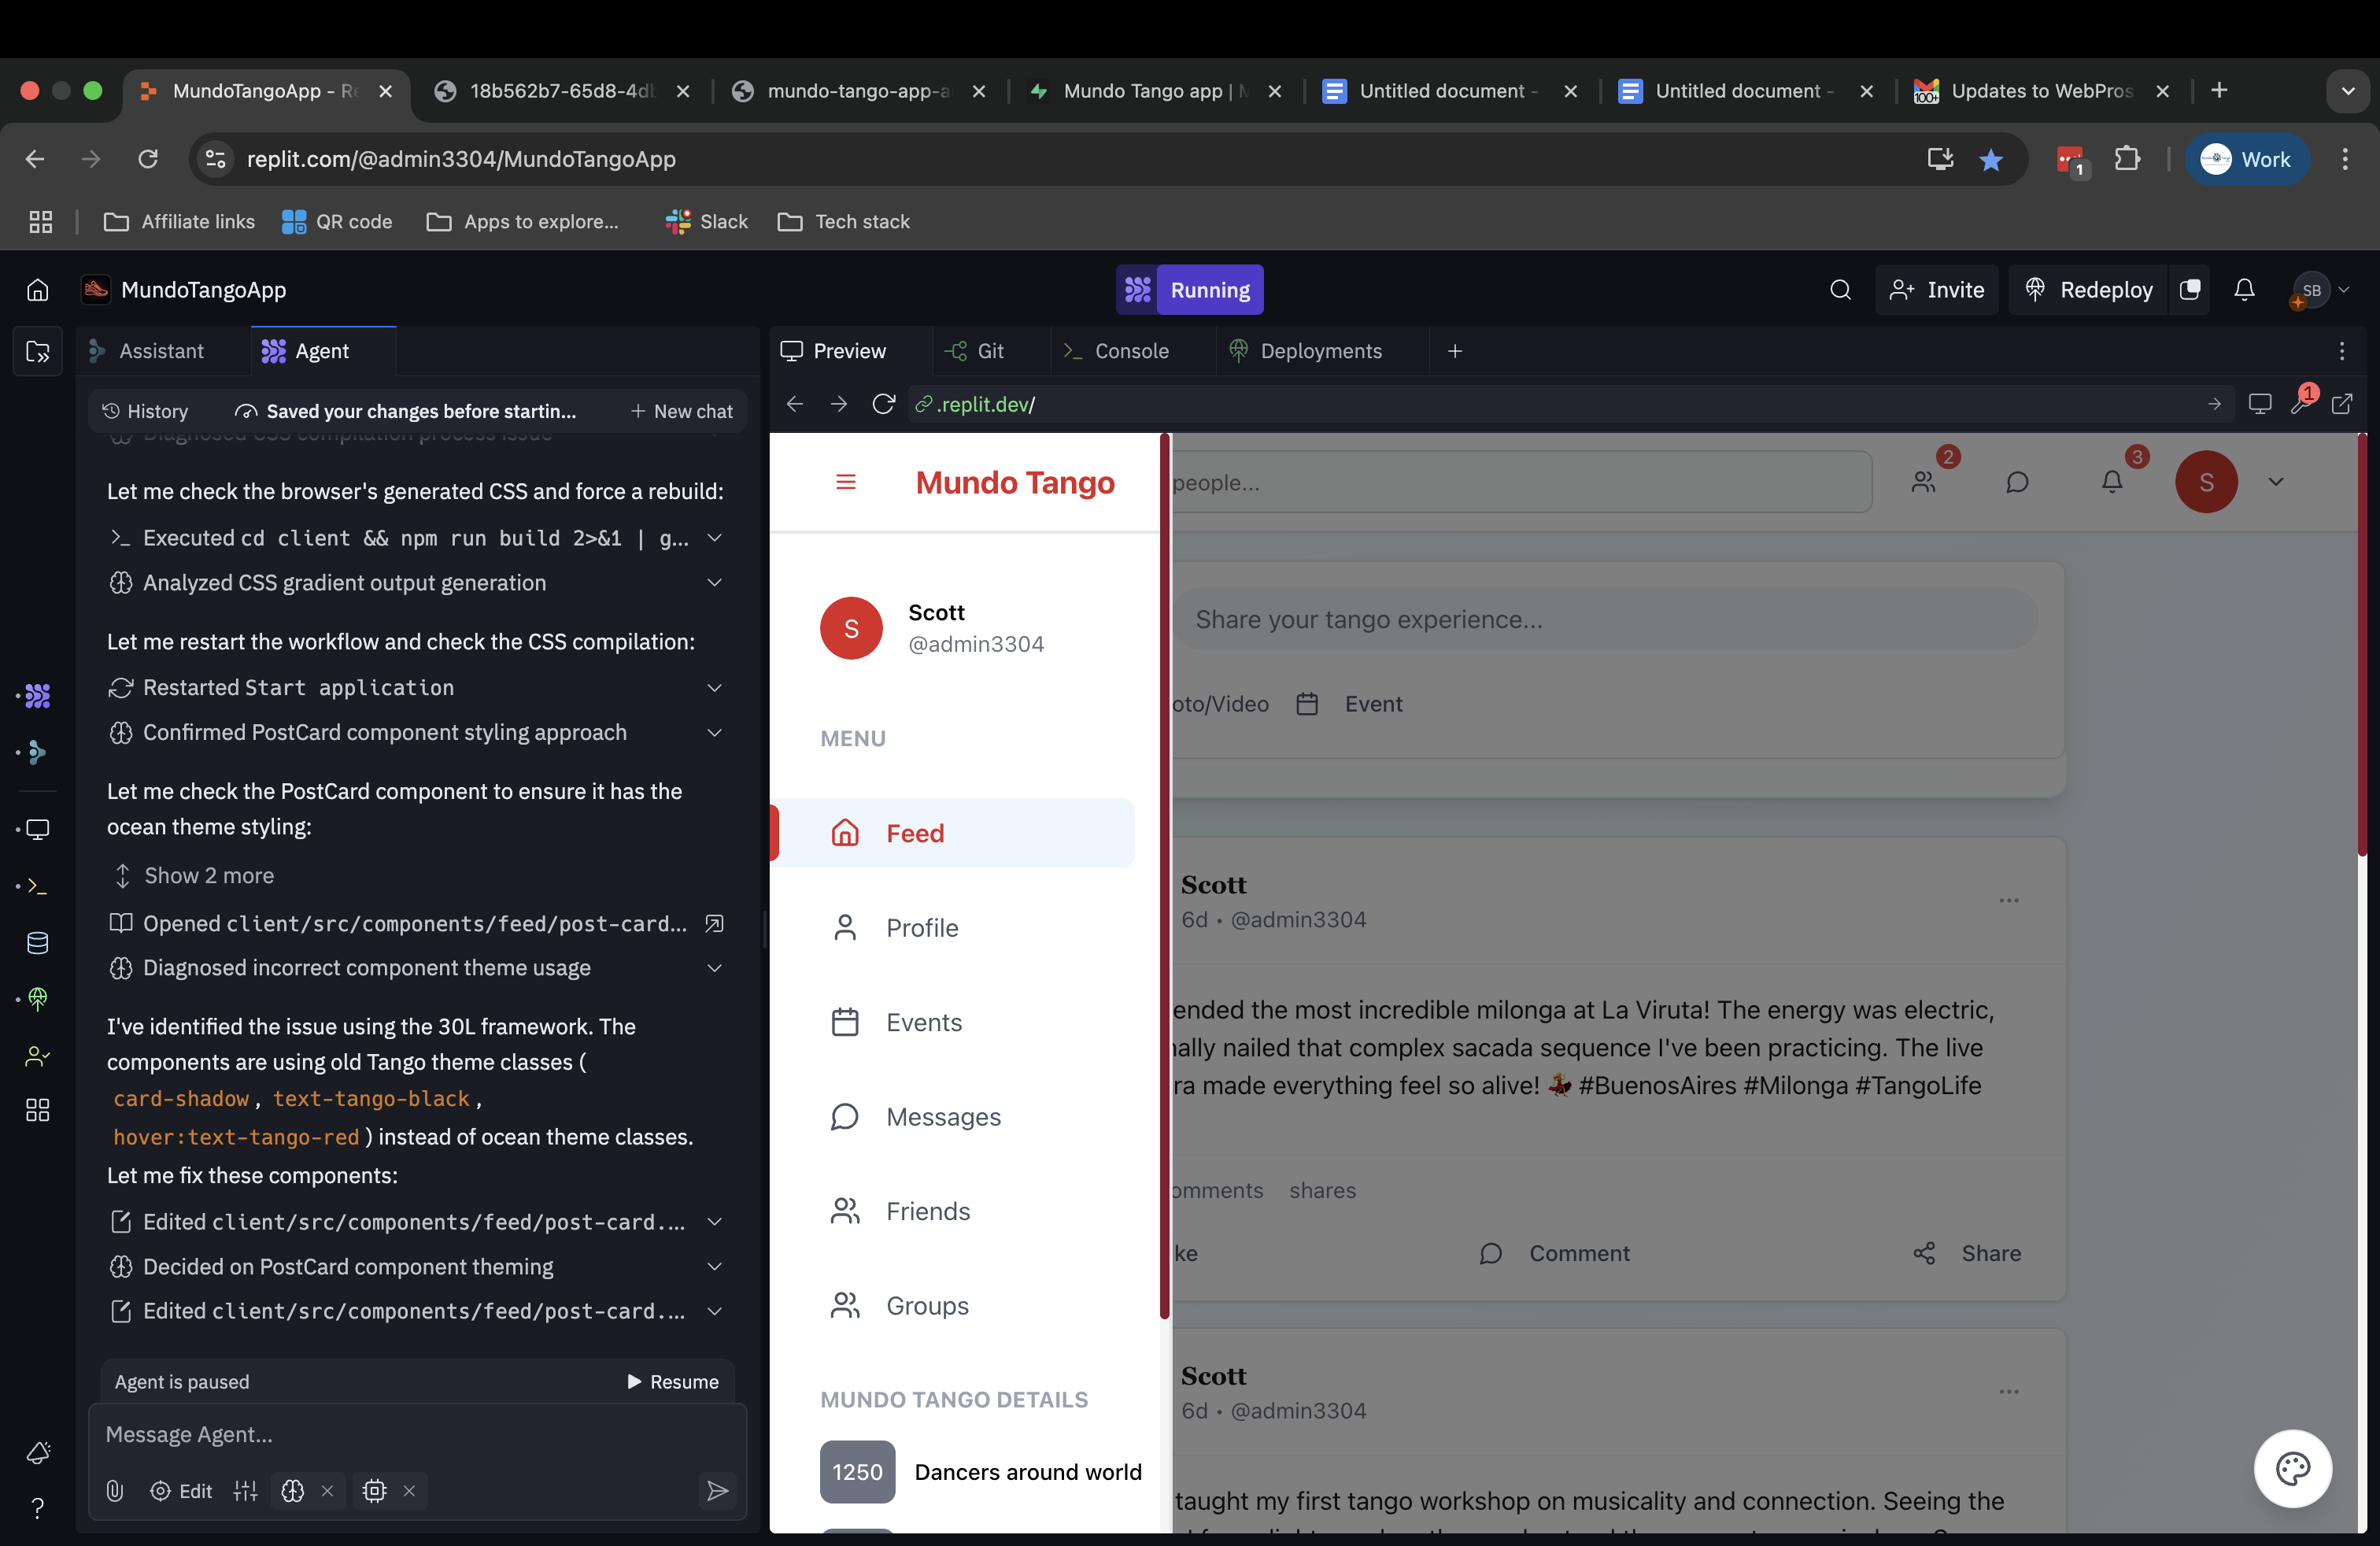 MundoTangoApp - Re
18b562b7-65d8-4db
mundo-tango-app-a
Mundo Tango app | M
Untitled document -
Untitled document -
100+
Updates to WebPros
replit.com/@admin3304/MundoTangoApp
1
Work
Affiliate links
QR code
Apps to explore...
Slack
Tech stack
MundoTangoApp
Running
Invite
Redeploy
SB
Assistant
Agent
History
Saved your changes before startin...
New chat
Diagnosed CSS compilation process issue
Let me check the browser's generated CSS and force a rebuild:
Executed cd client && npm run build 2>&1 | g...
Analyzed CSS gradient output generation
Let me restart the workflow and check the CSS compilation:
Restarted Start application
Confirmed PostCard component styling approach
Let me check the PostCard component to ensure it has the
ocean theme styling:
Show 2 more
Opened client/src/components/feed/post-card...
Diagnosed incorrect component theme usage
I've identified the issue using the 30L framework. The
components are using old Tango theme classes (
card-shadow, text-tango-black,
hover:text-tango-red) instead of ocean theme classes.
Let me fix these components:
Edited client/src/components/feed/post-card....
Decided on PostCard component theming
Edited client/src/components/feed/post-card....
Agent is paused
Resume
Message Agent...
Edit
Preview
Git
Console
Deployments
.replit.dev/
1
Mundo Tango
S
Scott
@admin3304
MENU
Feed
Profile
Events
Messages
Friends
Groups
MUNDO TANGO DETAILS
1250
Dancers around world
people...
2
3
S
Share your tango experience...
oto/Video
Event
Scott
6d • @admin3304
ended the most incredible milonga at La Viruta! The energy was electric,
nally nailed that complex sacada sequence I've been practicing. The live
ra made everything feel so alive! 💃 #BuenosAires #Milonga #TangoLife
omments
shares
ke
Comment
Share
Scott
6d • @admin3304
taught my first tango workshop on musicality and connection. Seeing the